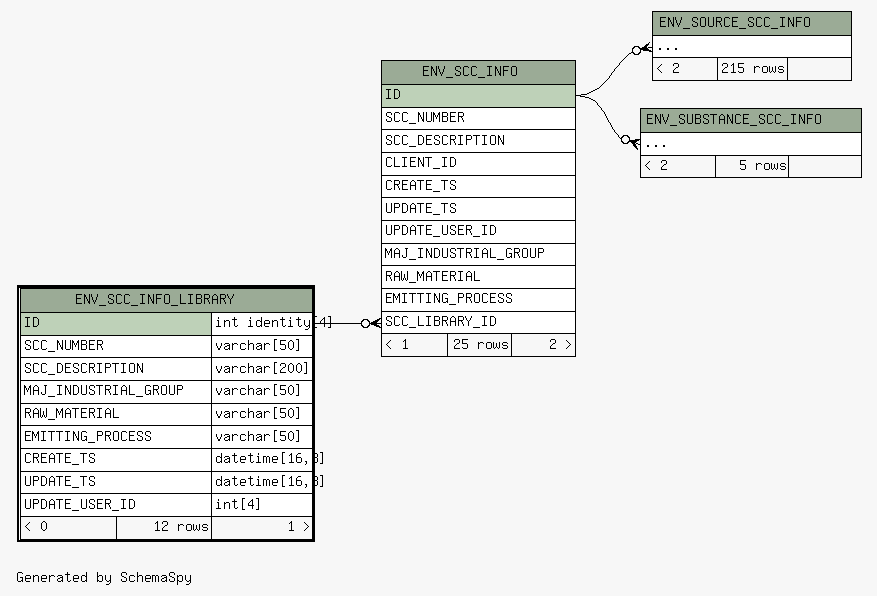 ENV_SOURCE_SCC_INFO
...
< 2 215 rows
ENV_SCC_INFO
ID
SCC_NUMBER
SCC_DESCRIPTION
CLIENT_ID
CREATE_TS
UPDATE_TS
UPDATE_USER_ID
MAJ_INDUSTRIAL_GROUP
RAW_MATERIAL
EMITTING_PROCESS
SCC_LIBRARY_ID
< 1 25 rows 2 >
ENV_SUBSTANCE_SCC_INFO
...
< 2 5 rows
ENV_SCC_INFO_LIBRARY
ID int identity[4]
SCC_NUMBER varchar[50]
SCC_DESCRIPTION varchar[200]
MAJ_INDUSTRIAL_GROUP varchar[50]
RAW_MATERIAL varchar[50]
EMITTING_PROCESS varchar[50]
CREATE_TS datetime[16,3]
UPDATE_TS datetime[16,3]
UPDATE_USER_ID int[4]
< 0 12 rows 1 >
Generated by SchemaSpy